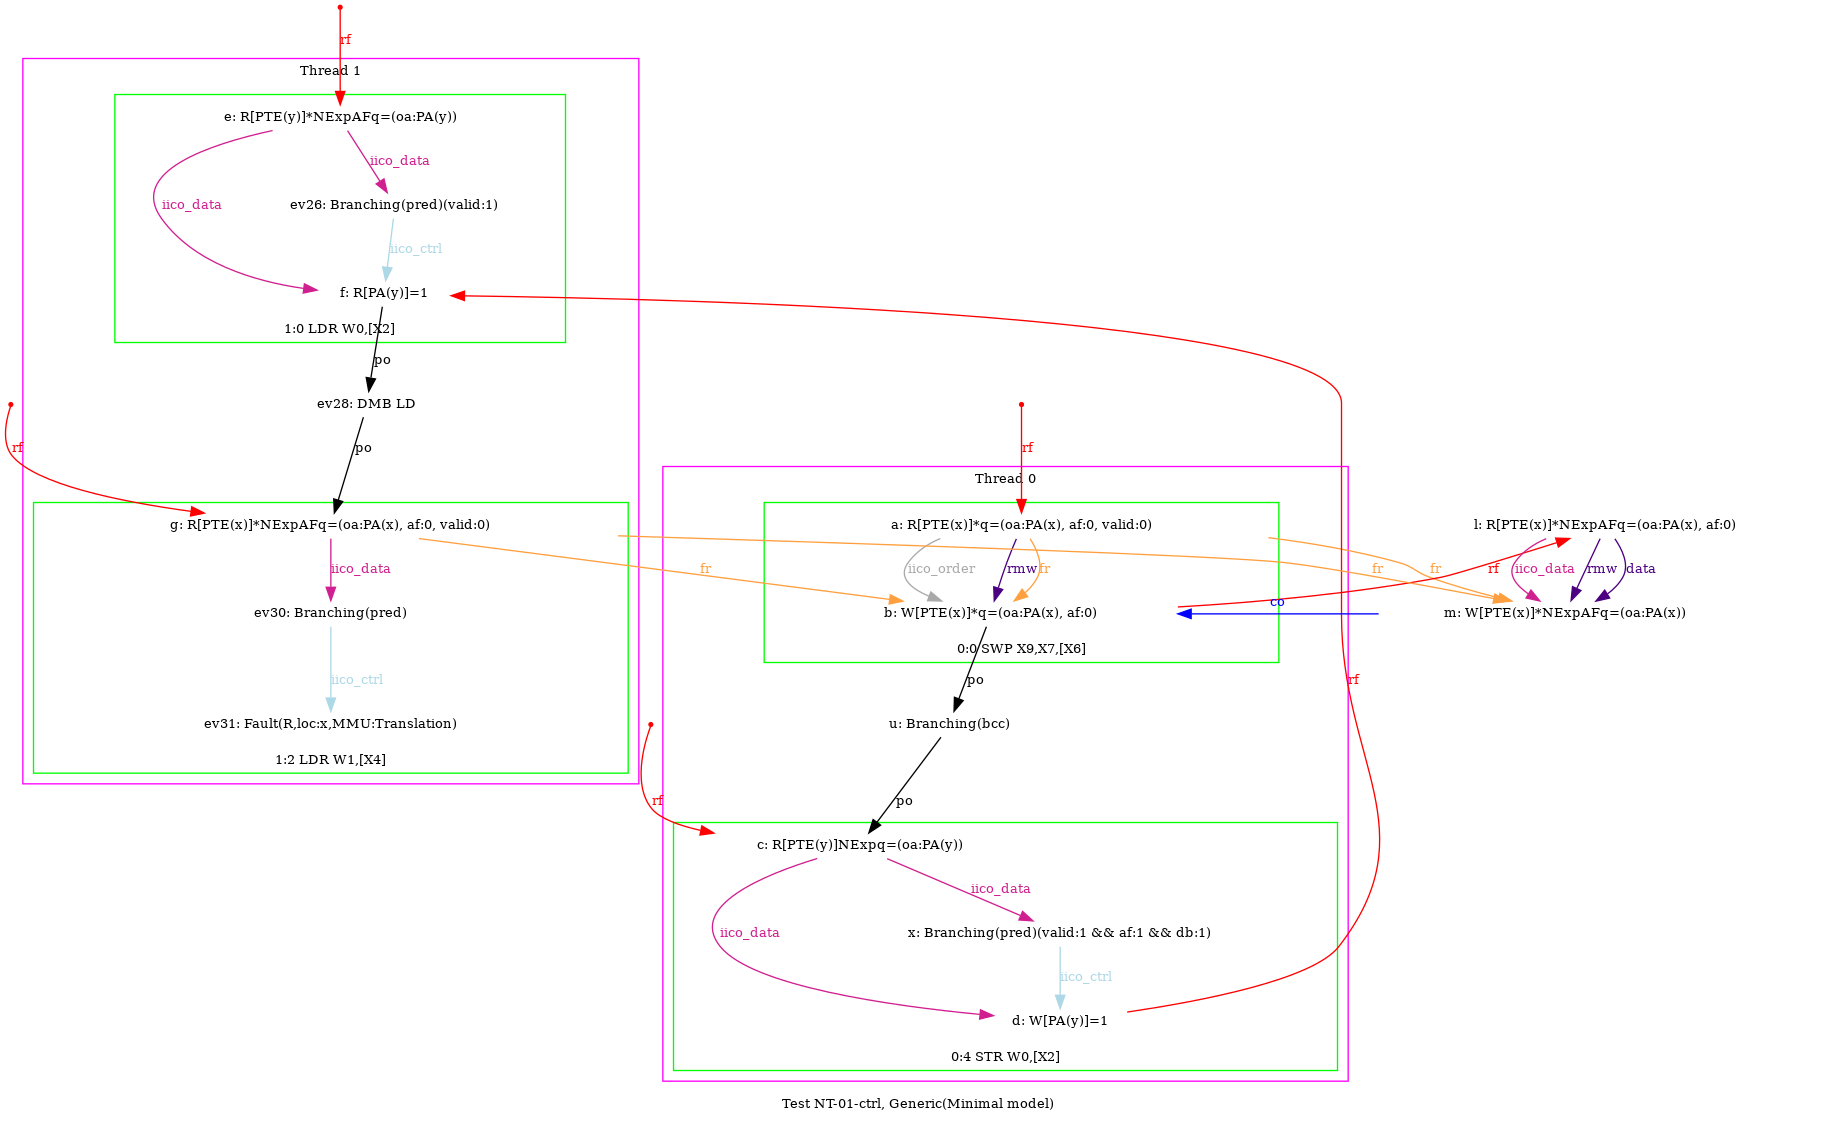 rf
Thread 1
e: R[PTE(y)]*NExpAFq=(oa:PA(y))
iico_data
iico_data
ev26: Branching(pred)(valid:1)
iico_ctrl
f: R[PA(y)]=1
1:0 LDR W0,[X2]
po
ev28: DMB LD
rf
po
rf
Thread 0
g: R[PTE(x)]*NExpAFq=(oa:PA(x), af:0, valid:0)
a: R[PTE(x)]*q=(oa:PA(x), af:0, valid:0)
l: R[PTE(x)]*NExpAFq=(oa:PA(x), af:0)
iico_data
fr
iico_order
rmw
fr
fr
fr
rf
iico_data
rmw
data
co
ev30: Branching(pred)
b: W[PTE(x)]*q=(oa:PA(x), af:0)
m: W[PTE(x)]*NExpAFq=(oa:PA(x))
0:0 SWP X9,X7,[X6]
iico_ctrl
po
rf
ev31: Fault(R,loc:x,MMU:Translation)
u: Branching(bcc)
1:2 LDR W1,[X4]
rf
po
c: R[PTE(y)]NExpq=(oa:PA(y))
iico_data
iico_data
x: Branching(pred)(valid:1 && af:1 && db:1)
iico_ctrl
d: W[PA(y)]=1
0:4 STR W0,[X2]
Test NT-01-ctrl, Generic(Minimal model)